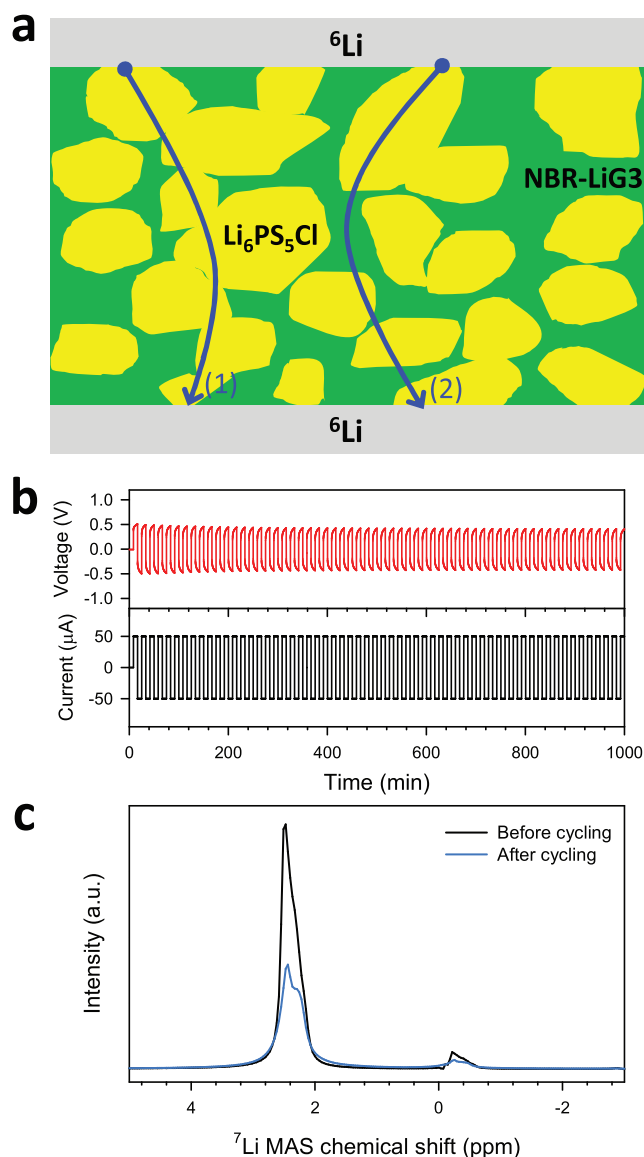 a
⁶Li
NBR-LiG3
Li₆PS₅Cl
(1)
(2)
⁶Li
b
1.0
0.5
0.0
-0.5
-1.0
Voltage (V)
50
0
-50
Current (μA)
0 200 400 600 800 1000
Time (min)
c
Before cycling
After cycling
Intensity (a.u.)
4 2 0 -2
⁷Li MAS chemical shift (ppm)